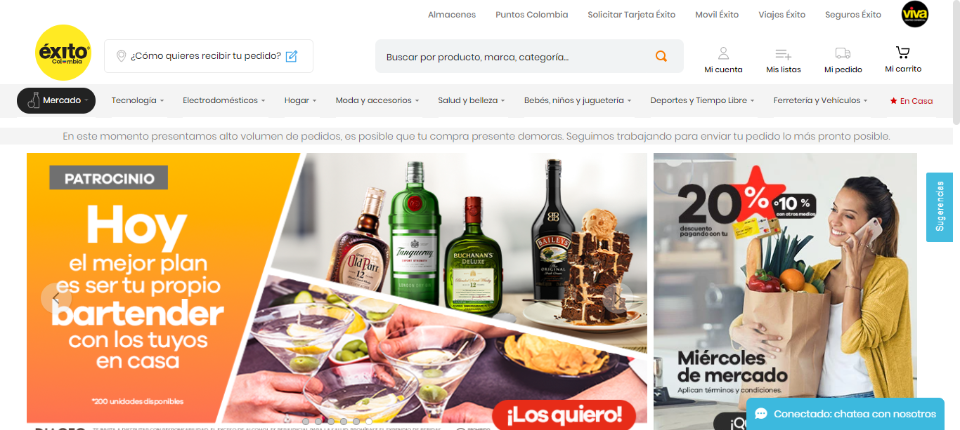 Almacenes Puntos Colombia Solicitar Tarjeta Éxito Movil Éxito Viajes Éxito Seguros Éxito viva
éxito
Colombia
¿Cómo quieres recibir tu pedido?
Buscar por producto, marca, categoría...
Mi cuenta Mis listas Mi pedido Mi carrito
Mercado Tecnología Electrodomésticos Hogar Moda y accesorios Salud y belleza Bebés, niños y juguetería Deportes y Tiempo Libre Ferretería y Vehículos En Casa
En este momento presentamos alto volumen de pedidos, es posible que tu compra presente demoras. Seguimos trabajando para enviar tu pedido lo más pronto posible.
PATROCINIO
Hoy
el mejor plan
es ser tu propio
bartender
con los tuyos
en casa
*200 unidades disponibles
Old Parr
12
Tanqueray
BUCHANAN'S
DELUXE
12
BAILEYS
ORIGINAL
¡Los quiero!
20% o 10%
con otros medios
descuento
pagando con tu
Miércoles
de mercado
Aplican términos y condiciones.
Sugerencias
Conectado: chatea con nosotros